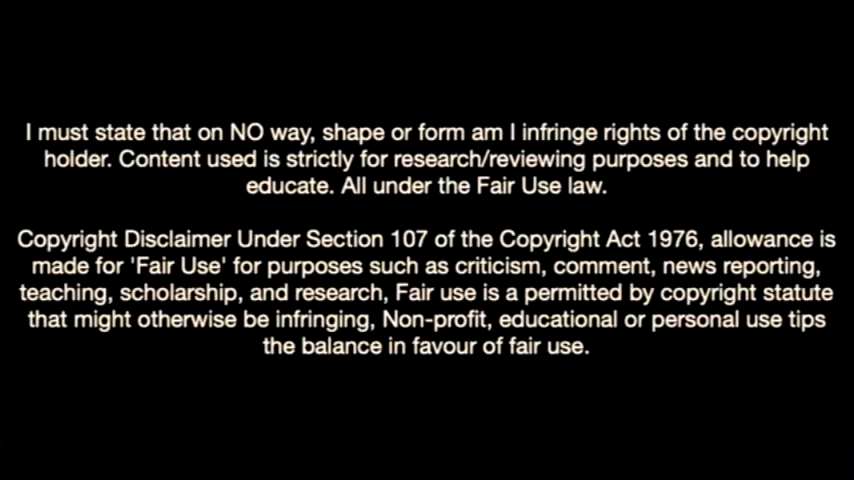 I must state that on NO way, shape or form am I infringe rights of the copyright
holder. Content used is strictly for research/reviewing purposes and to help
educate. All under the Fair Use law.
Copyright Disclaimer Under Section 107 of the Copyright Act 1976, allowance is
made for 'Fair Use' for purposes such as criticism, comment, news reporting,
teaching, scholarship, and research, Fair use is a permitted by copyright statute
that might otherwise be infringing, Non-profit, educational or personal use tips
the balance in favour of fair use.